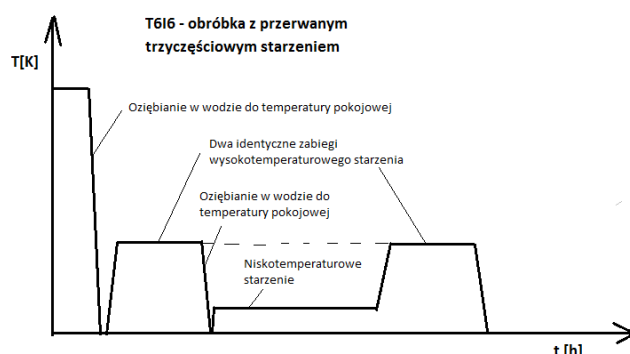 T6I6 - obróbka z przerwanym
trzyczęściowym starzeniem
T[K]
Oziębianie w wodzie do temperatury pokojowej
Dwa identyczne zabiegi
wysokotemperaturowego starzenia
Oziębianie w wodzie do
temperatury pokojowej
Niskotemperaturowe
starzenie
t [h]